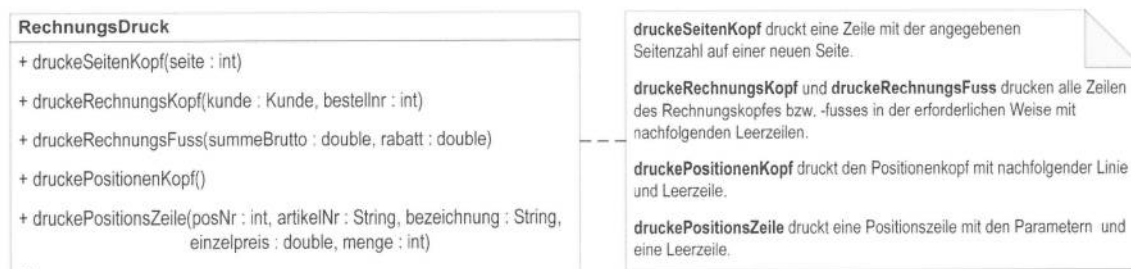 RechnungsDruck
+ druckeSeitenKopf(seite : int)
+ druckeRechnungsKopf(kunde : Kunde, bestellnr : int)
+ druckeRechnungsFuss(summeBrutto : double, rabatt : double)
+ druckePositionenKopf()
+ druckePositionsZeile(posNr : int, artikelNr : String, bezeichnung : String,
einzelpreis : double, menge : int)
druckeSeitenKopf druckt eine Zeile mit der angegebenen
Seitenzahl auf einer neuen Seite.
druckeRechnungsKopf und druckeRechnungsFuss drucken alle Zeilen
des Rechnungskopfes bzw. -fusses in der erforderlichen Weise mit
nachfolgenden Leerzeilen.
druckePositionenKopf druckt den Positionenkopf mit nachfolgender Linie
und Leerzeile.
druckePositionsZeile druckt eine Positionszeile mit den Parametern und
eine Leerzeile.